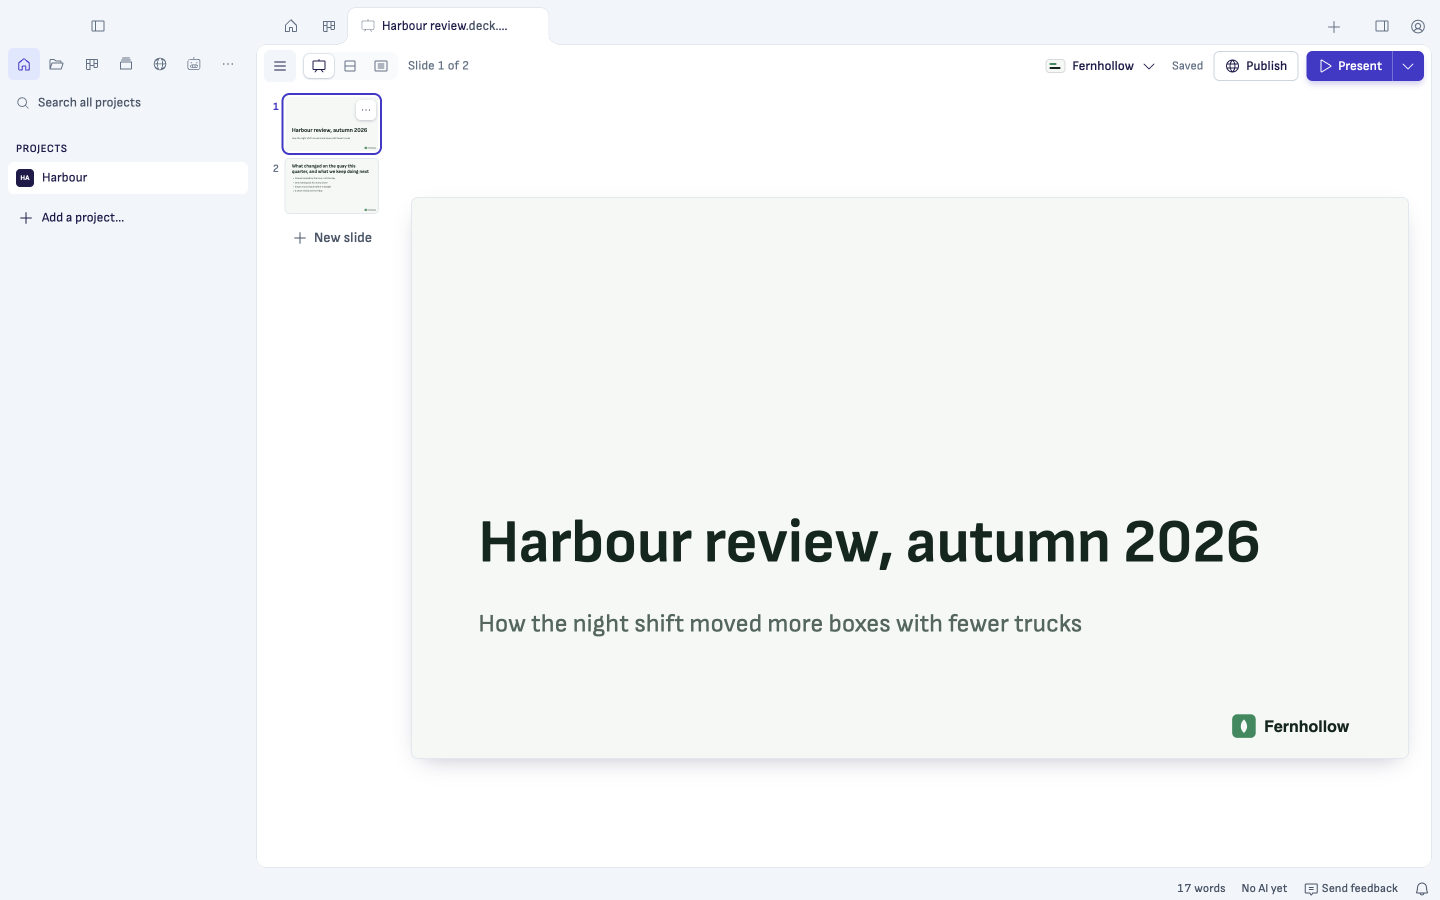 Harbour review.deck....
Slide 1 of 2
Fernhollow
Saved
Publish
Present
Search all projects
PROJECTS
HA
Harbour
Add a project...
1
Harbour review, autumn 2026
2
What changed on the quay this
quarter, and what we keep doing next
New slide
Harbour review, autumn 2026
How the night shift moved more boxes with fewer trucks
Fernhollow
17 words
No AI yet
Send feedback